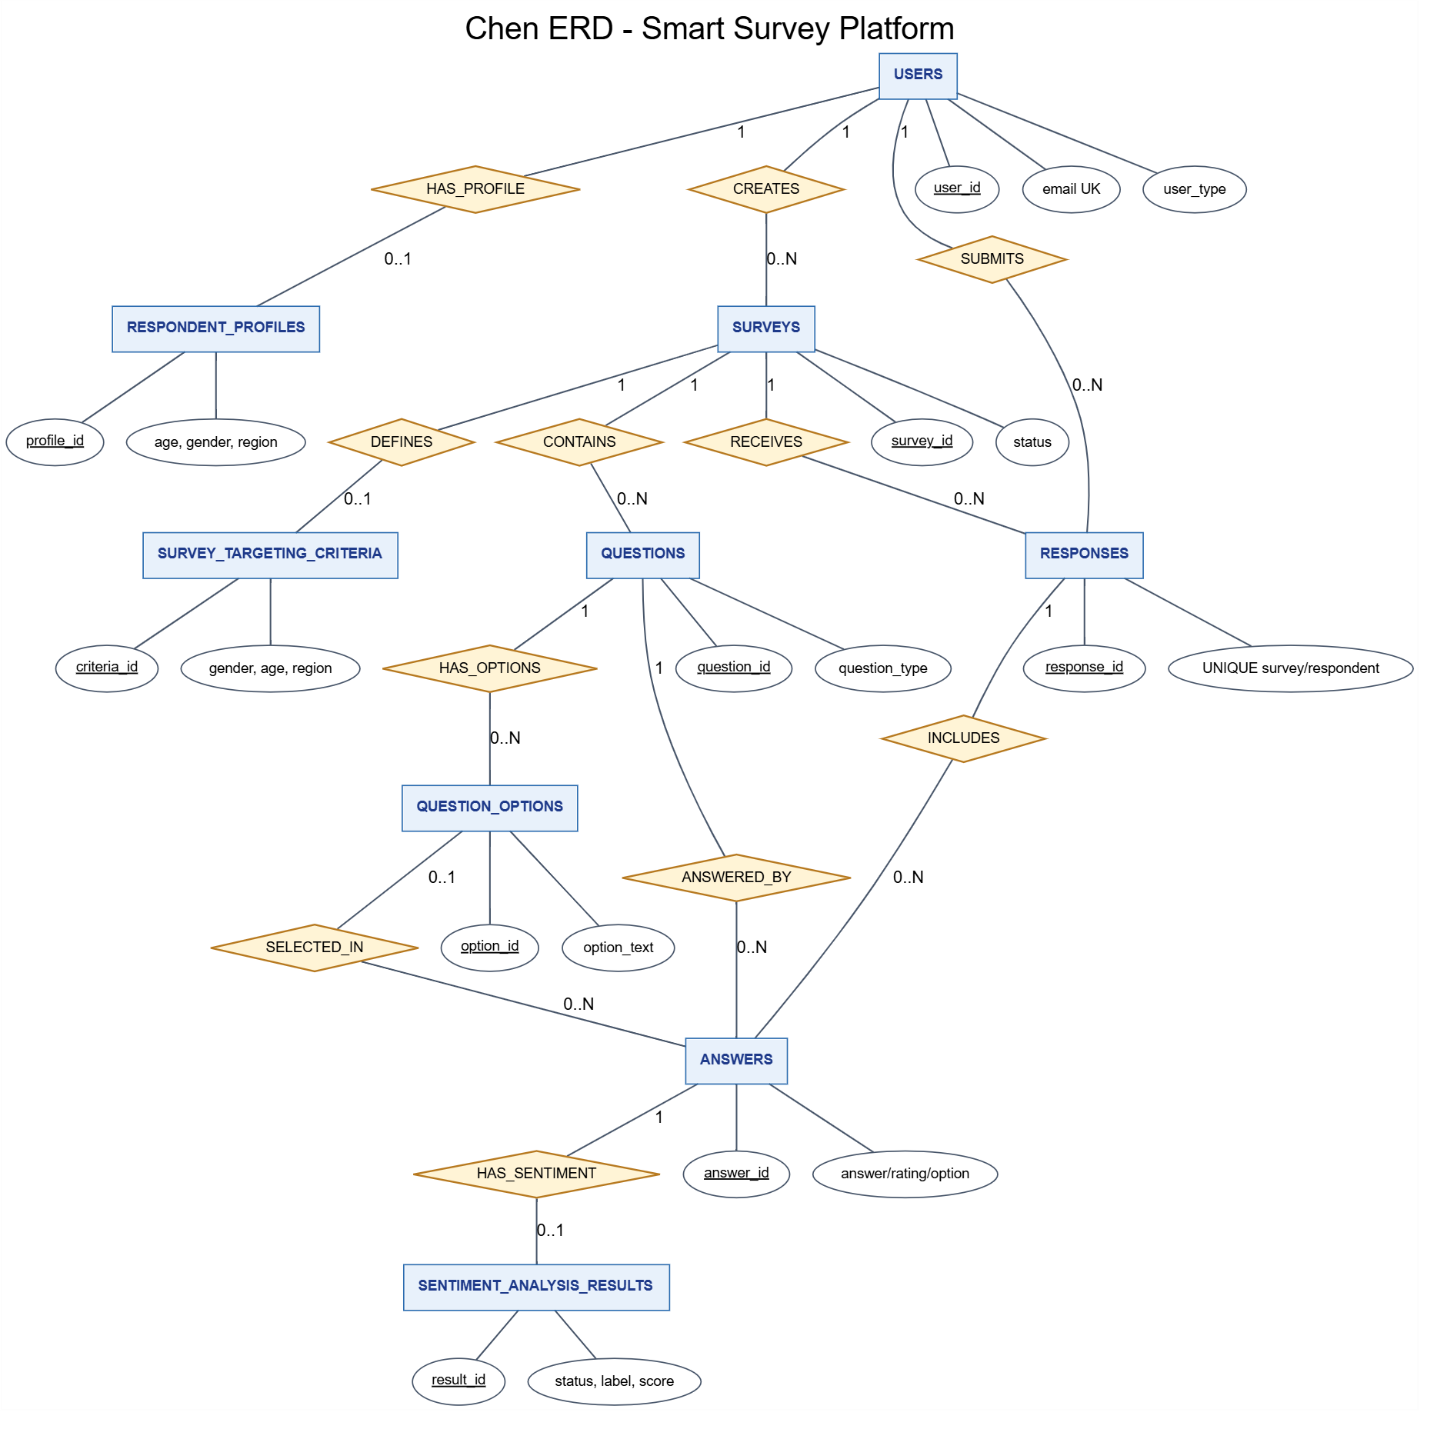 Chen ERD - Smart Survey Platform
USERS
1
1
1
HAS_PROFILE
CREATES
user_id
email UK
user_type
0..1
0..N
SUBMITS
RESPONDENT_PROFILES
SURVEYS
1
1
1
0..N
profile_id
age, gender, region
DEFINES
CONTAINS
RECEIVES
survey_id
status
0..1
0..N
0..N
SURVEY_TARGETING_CRITERIA
QUESTIONS
RESPONSES
1
1
criteria_id
gender, age, region
HAS_OPTIONS
1
question_id
question_type
response_id
UNIQUE survey/respondent
0..N
INCLUDES
QUESTION_OPTIONS
0..1
ANSWERED_BY
0..N
SELECTED_IN
option_id
option_text
0..N
0..N
ANSWERS
1
HAS_SENTIMENT
answer_id
answer/rating/option
0..1
SENTIMENT_ANALYSIS_RESULTS
result_id
status, label, score